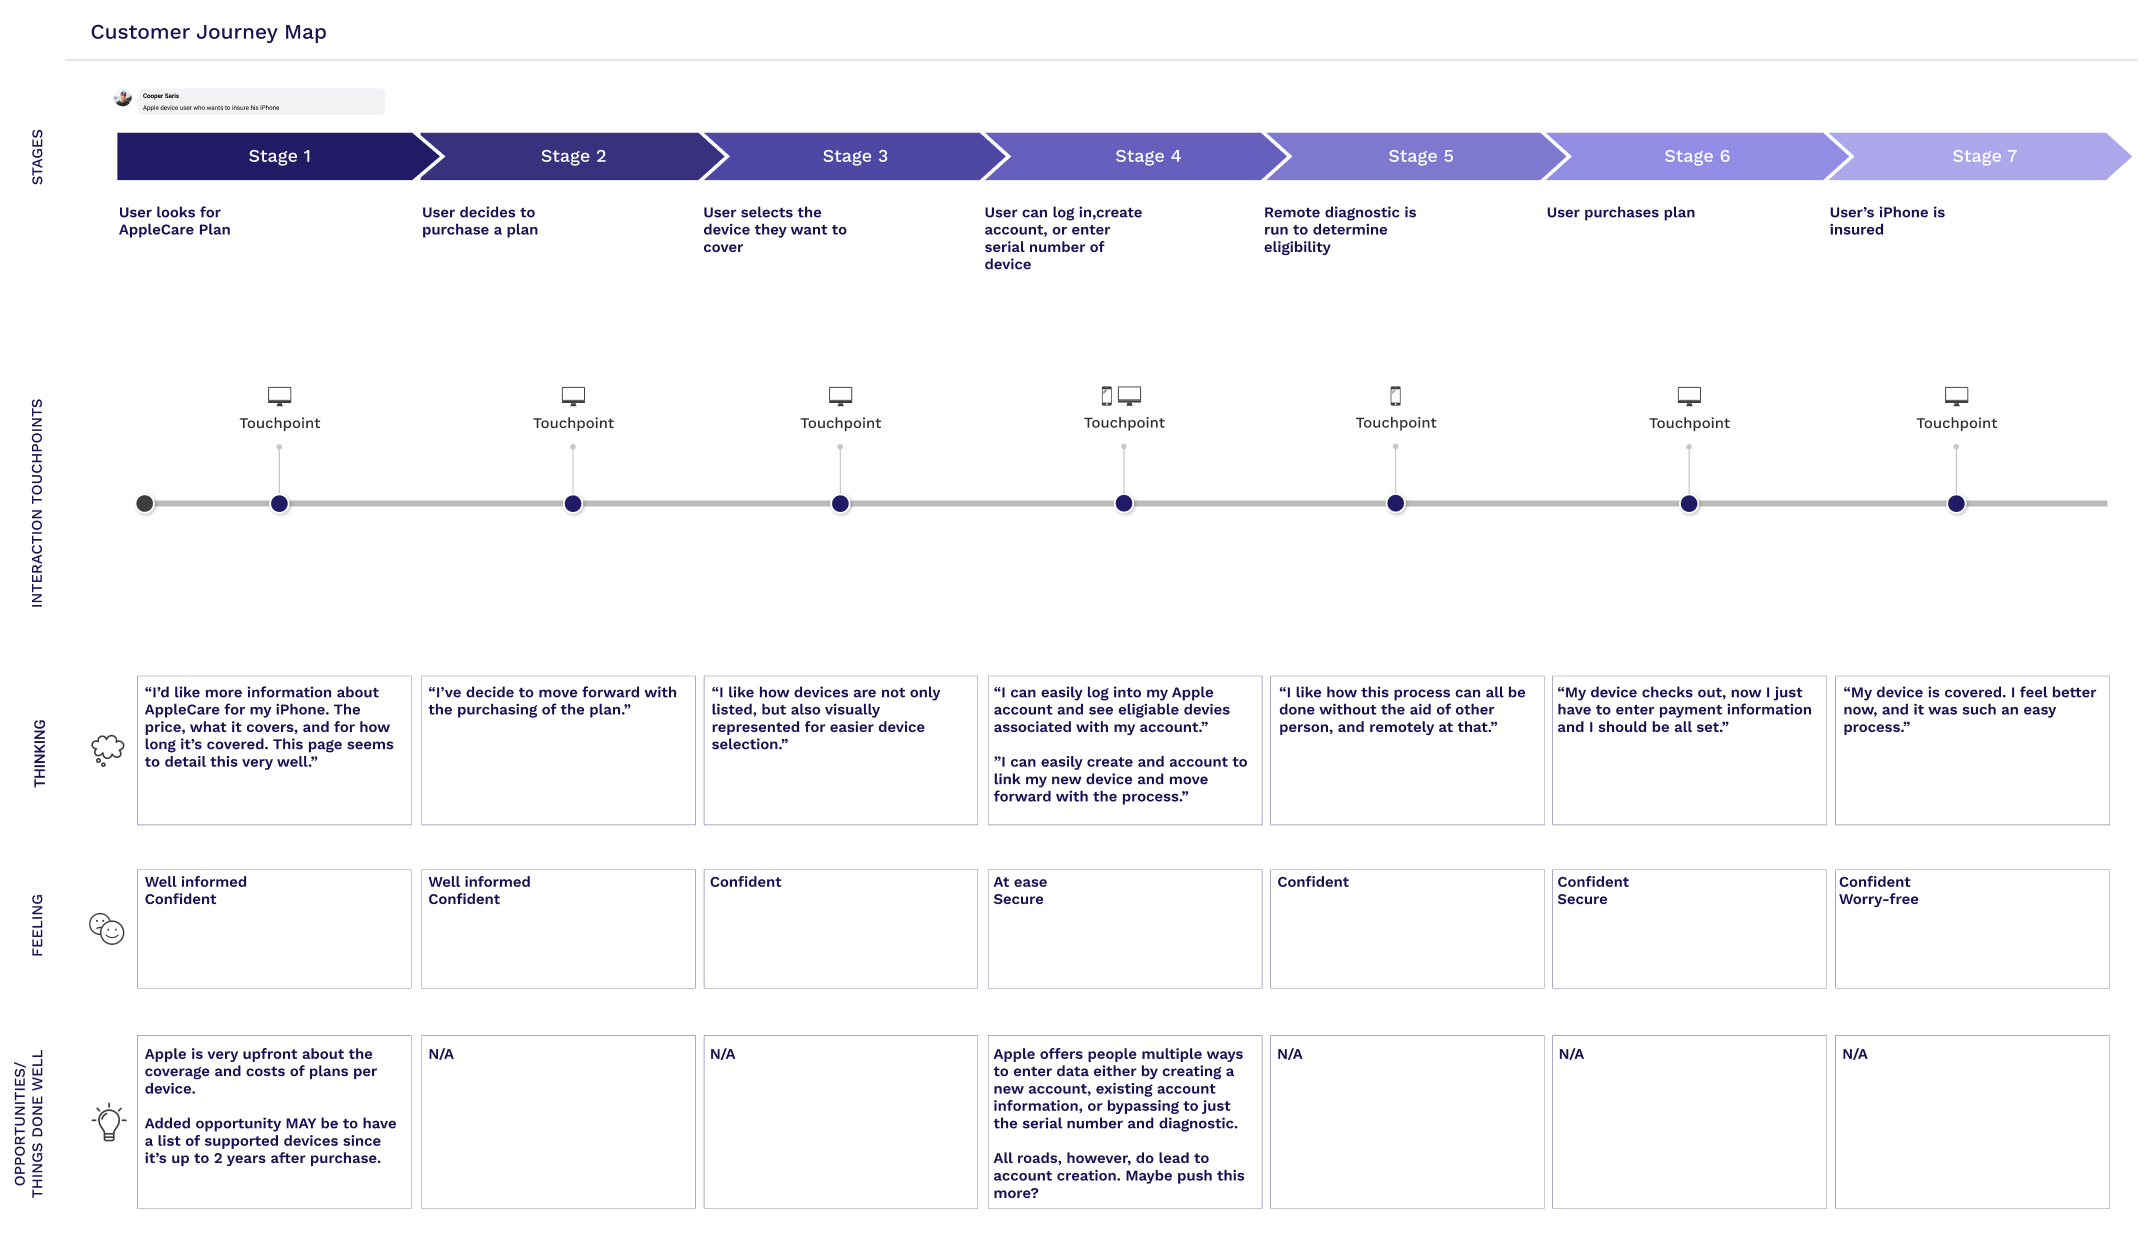 Customer Journey Map
Cooper Saris
Apple device user who wants to insure his iPhone
STAGES
Stage 1
Stage 2
Stage 3
Stage 4
Stage 5
Stage 6
Stage 7
User looks for
AppleCare Plan
User decides to
purchase a plan
User selects the
device they want to
cover
User can log in,create
account, or enter
serial number of
device
Remote diagnostic is
run to determine
eligibility
User purchases plan
User’s iPhone is
insured
INTERACTION TOUCHPOINTS
Touchpoint
Touchpoint
Touchpoint
Touchpoint
Touchpoint
Touchpoint
Touchpoint
THINKING
“I’d like more information about
AppleCare for my iPhone. The
price, what it covers, and for how
long it’s covered. This page seems
to detail this very well.”
“I’ve decide to move forward with
the purchasing of the plan.”
“I like how devices are not only
listed, but also visually
represented for easier device
selection.”
“I can easily log into my Apple
account and see eligiable devies
associated with my account.”
”I can easily create and account to
link my new device and move
forward with the process.”
“I like how this process can all be
done without the aid of other
person, and remotely at that.”
“My device checks out, now I just
have to enter payment information
and I should be all set.”
“My device is covered. I feel better
now, and it was such an easy
process.”
FEELING
Well informed
Confident
Well informed
Confident
Confident
At ease
Secure
Confident
Confident
Secure
Confident
Worry-free
OPPORTUNITIES/
THINGS DONE WELL
Apple is very upfront about the
coverage and costs of plans per
device.
Added opportunity MAY be to have
a list of supported devices since
it’s up to 2 years after purchase.
N/A
N/A
Apple offers people multiple ways
to enter data either by creating a
new account, existing account
information, or bypassing to just
the serial number and diagnostic.
All roads, however, do lead to
account creation. Maybe push this
more?
N/A
N/A
N/A